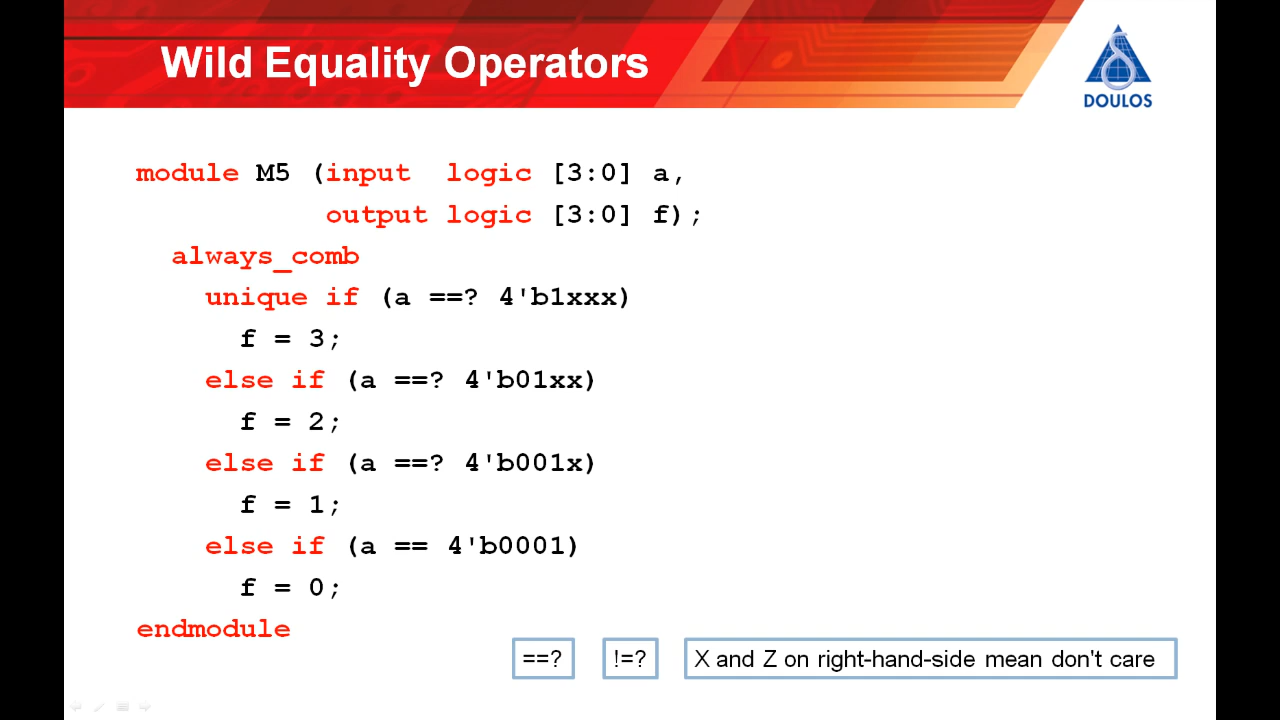 Wild Equality Operators
DOULOS
module M5 (input  logic [3:0] a,
output logic [3:0] f);
always_comb
unique if (a ==? 4'b1xxx)
f = 3;
else if (a ==? 4'b01xx)
f = 2;
else if (a ==? 4'b001x)
f = 1;
else if (a == 4'b0001)
f = 0;
endmodule
==?
!=?
X and Z on right-hand-side mean don't care